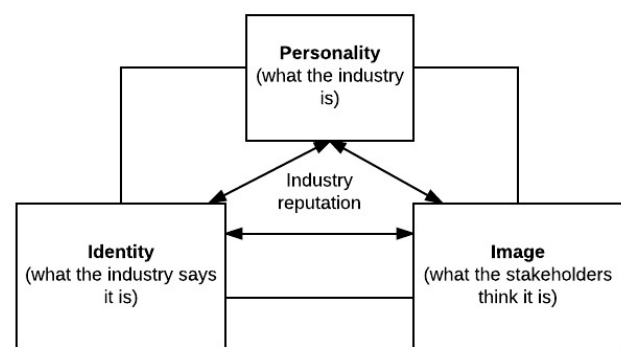 Personality
(what the industry
is)
Industry
reputation
Identity
(what the industry says
it is)
Image
(what the stakeholders
think it is)